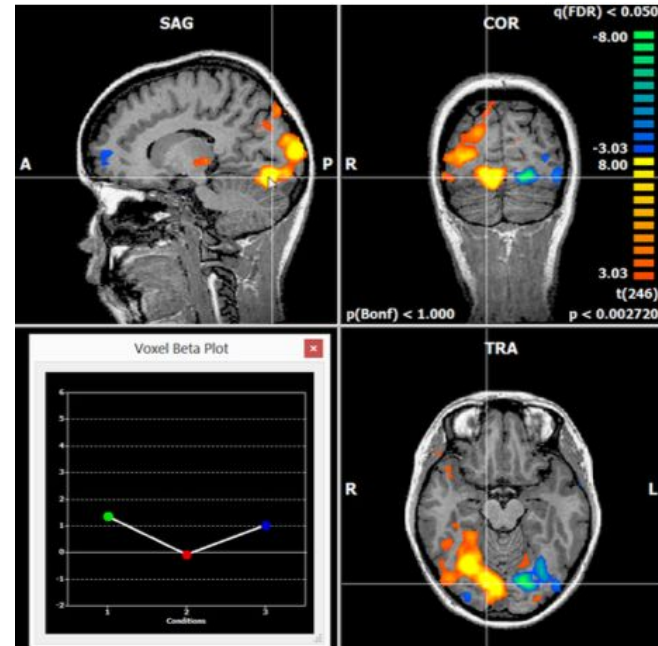 SAG
A
P
COR
R
q(FDR) < 0.050
-8.00
-3.03
8.00
3.03
t(246)
p(Bonf) < 1.000
p < 0.002720
Voxel Beta Plot
6
5
4
3
2
1
0
-1
-2
1
2
3
Conditions
TRA
R
L